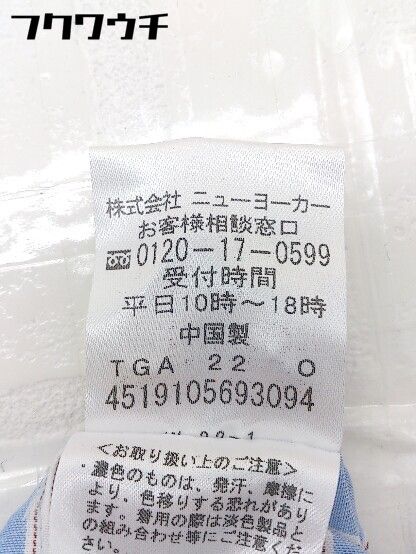 フクワウチ
株式会社 ニューヨーカー
お客様相談窓口
0120-17-0599
受付時間
平日10時〜18時
中国製
TGA 22 O
4519105693094
<お取り扱い上のご注意>
・濃色のものは、発汗、摩擦に
より、色移りする恐れがあり
ます。着用の際は淡色製品と
の組み合わせ等にご注意くだ
さい。